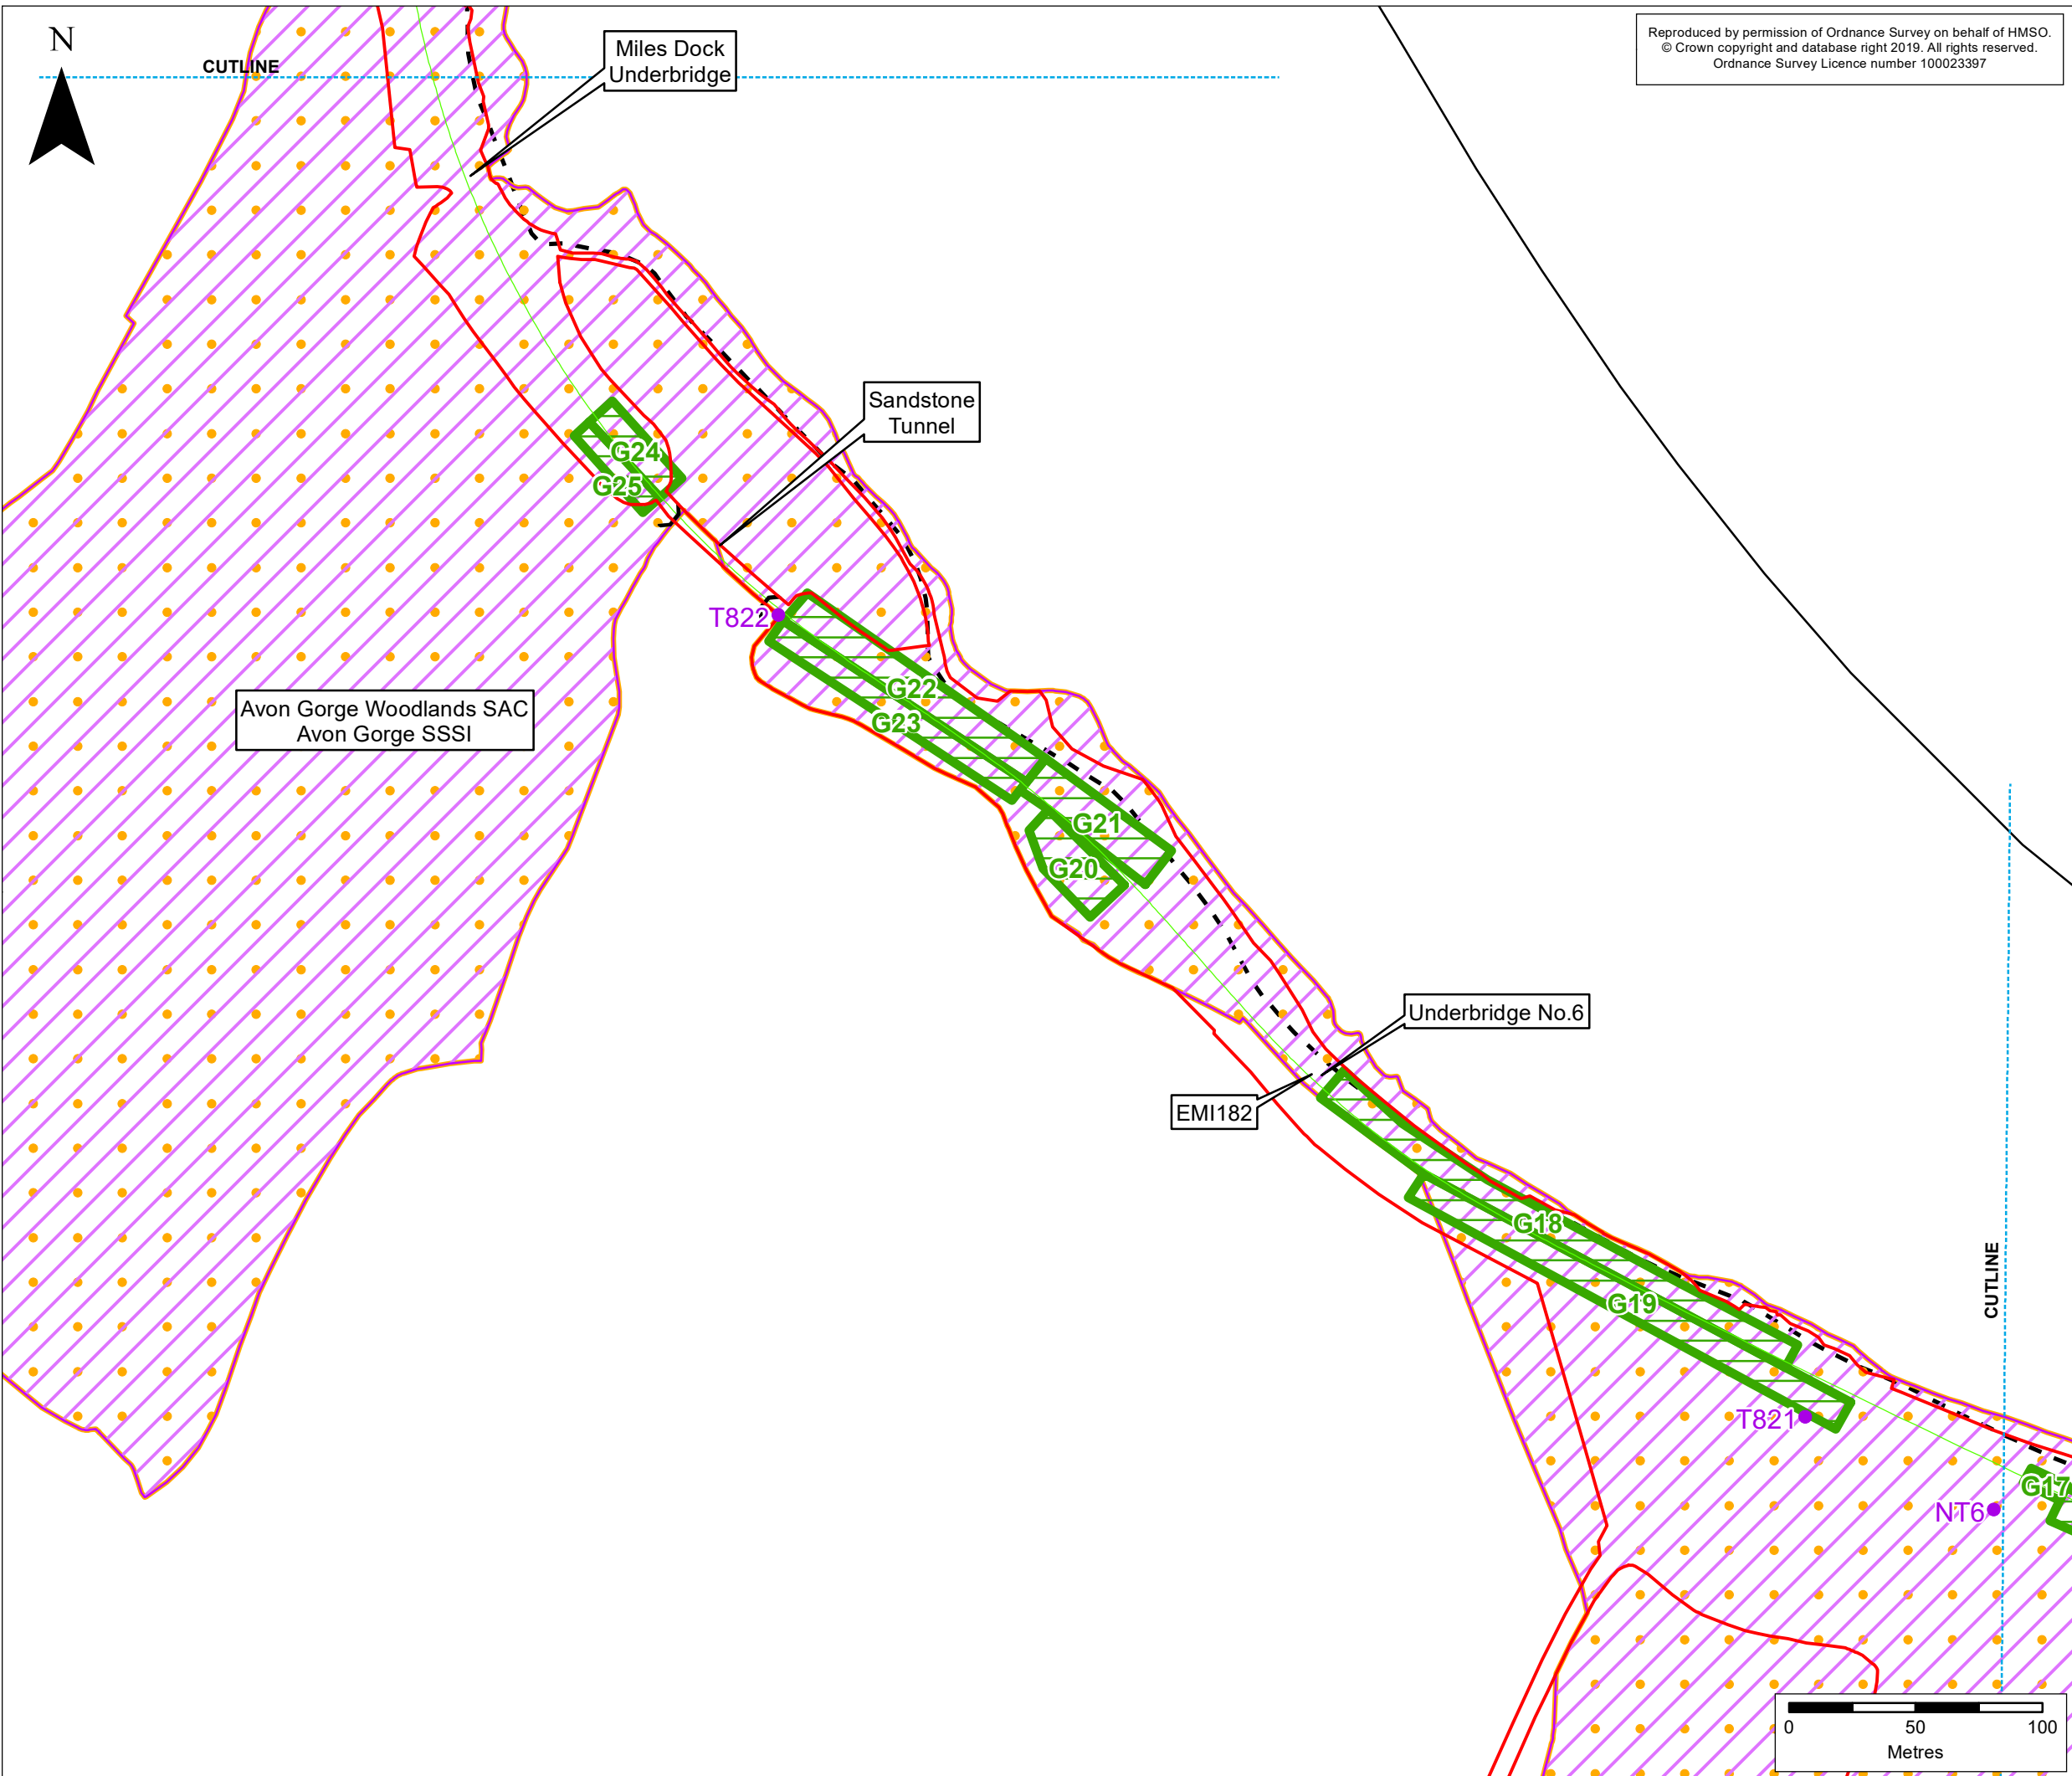 N
CUTLINE
Miles Dock
Underbridge
Reproduced by permission of Ordnance Survey on behalf of HMSO.
© Crown copyright and database right 2019. All rights reserved.
Ordnance Survey Licence number 100023397
Sandstone
Tunnel
G24
G25
T822
G22
G23
Avon Gorge Woodlands SAC
Avon Gorge SSSI
G21
G20
Underbridge No.6
EMI182
G18
G19
CUTLINE
T821
G17
NT6
0 50 100
Metres